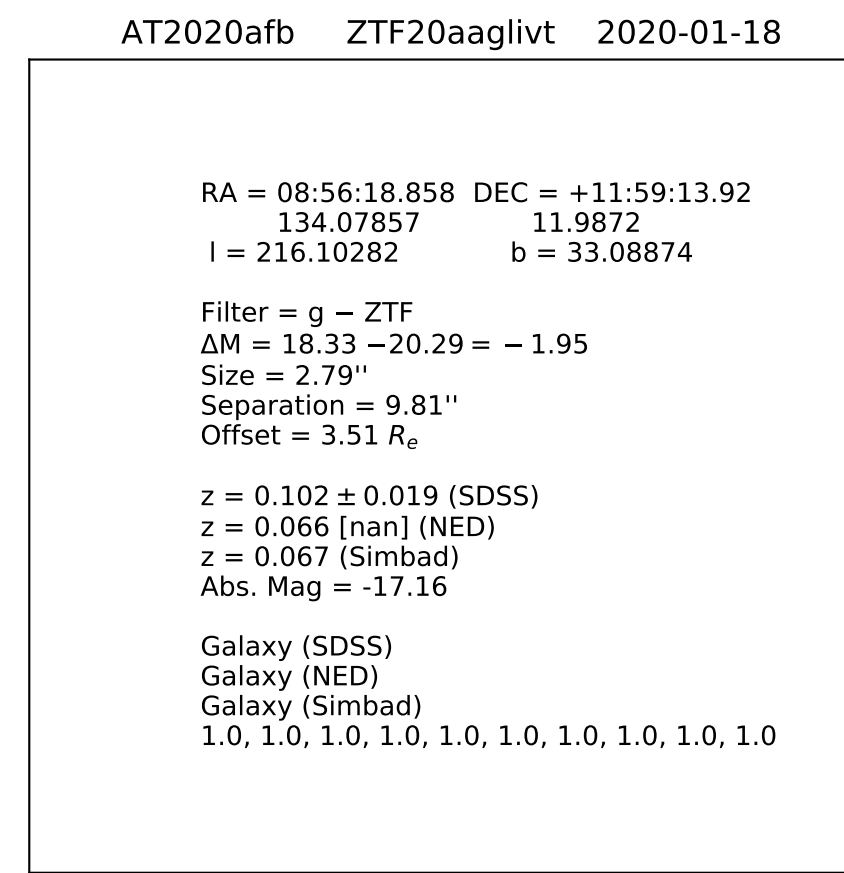 AT2020afb ZTF20aaglivt 2020-01-18
RA = 08:56:18.858 DEC = +11:59:13.92
134.07857 11.9872
l = 216.10282 b = 33.08874
Filter = g − ZTF
ΔM = 18.33 −20.29 = − 1.95
Size = 2.79''
Separation = 9.81''
Offset = 3.51 Re
z = 0.102 ± 0.019 (SDSS)
z = 0.066 [nan] (NED)
z = 0.067 (Simbad)
Abs. Mag = -17.16
Galaxy (SDSS)
Galaxy (NED)
Galaxy (Simbad)
1.0, 1.0, 1.0, 1.0, 1.0, 1.0, 1.0, 1.0, 1.0, 1.0